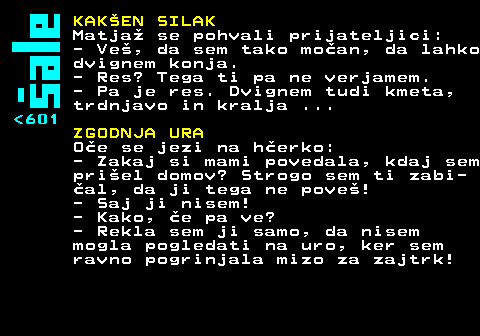 šale
<601
KAKŠEN SILAK
Matjaž se pohvali prijateljici:
- Veš, da sem tako močan, da lahko
dvignem konja.
- Res? Tega ti pa ne verjamem.
- Pa je res. Dvignem tudi kmeta,
trdnjavo in kralja ...
ZGODNJA URA
Oče se jezi na hčerko:
- Zakaj si mami povedala, kdaj sem
prišel domov? Strogo sem ti zabi-
čal, da ji tega ne poveš!
- Saj ji nisem!
- Kako, če pa ve?
- Rekla sem ji samo, da nisem
mogla pogledati na uro, ker sem
ravno pogrinjala mizo za zajtrk!